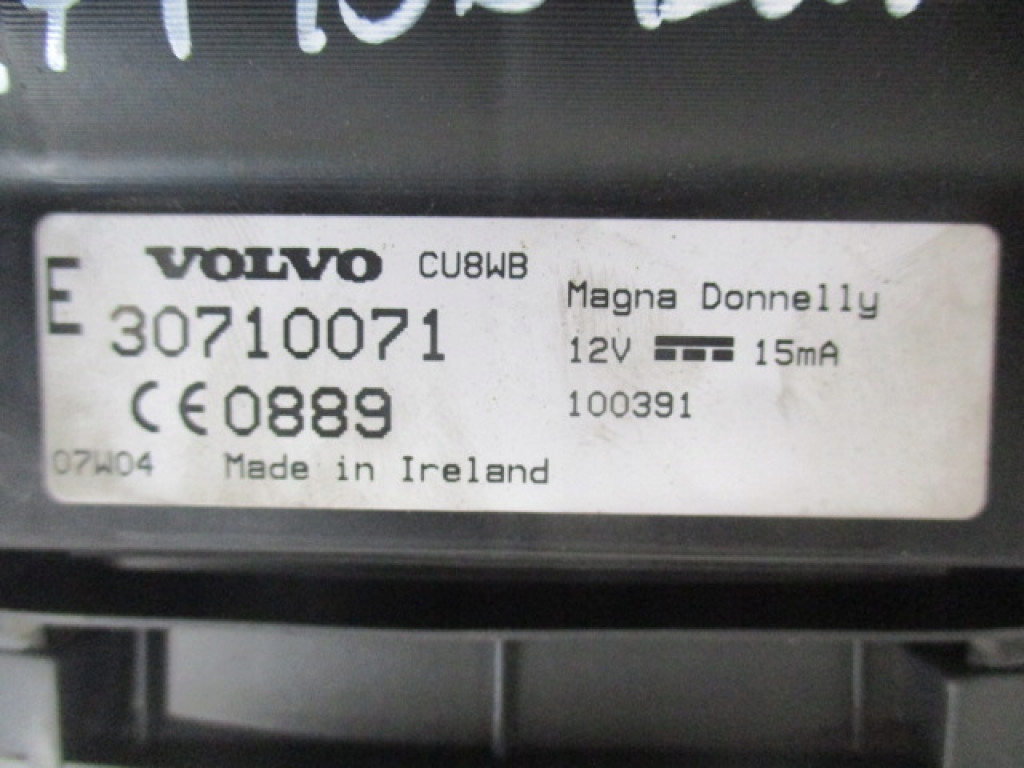 E
VOLVO CU8WB
30710071
CE0889
07W04 Made in Ireland
Magna Donnelly
12V 15mA
100391